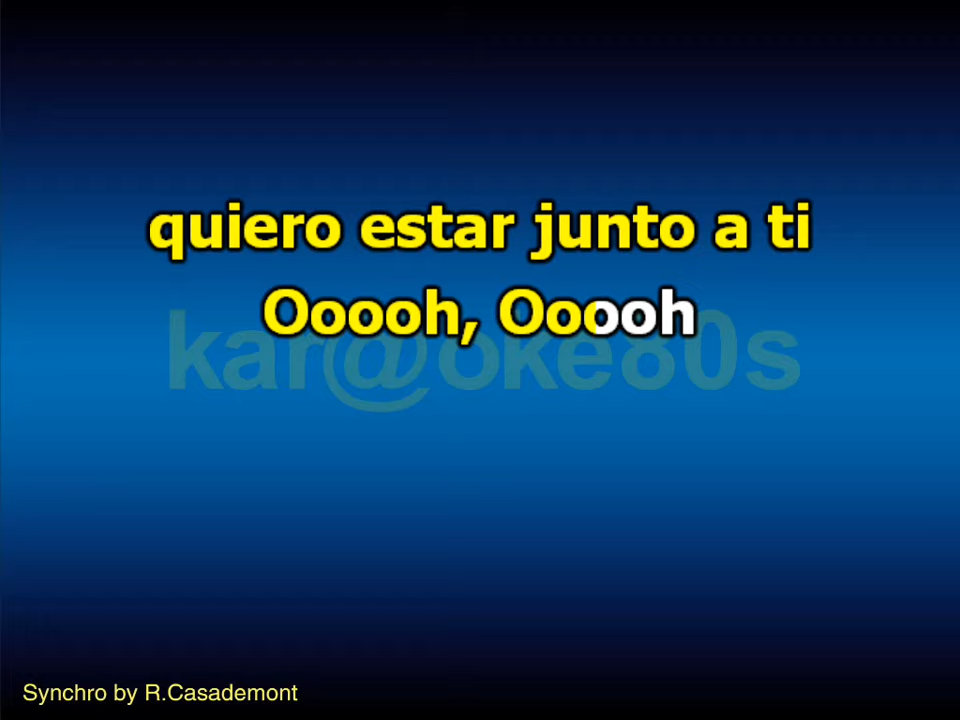 quiero estar junto a ti
Ooooh, Ooooh
kar@oke80s
Synchro by R.Casademont